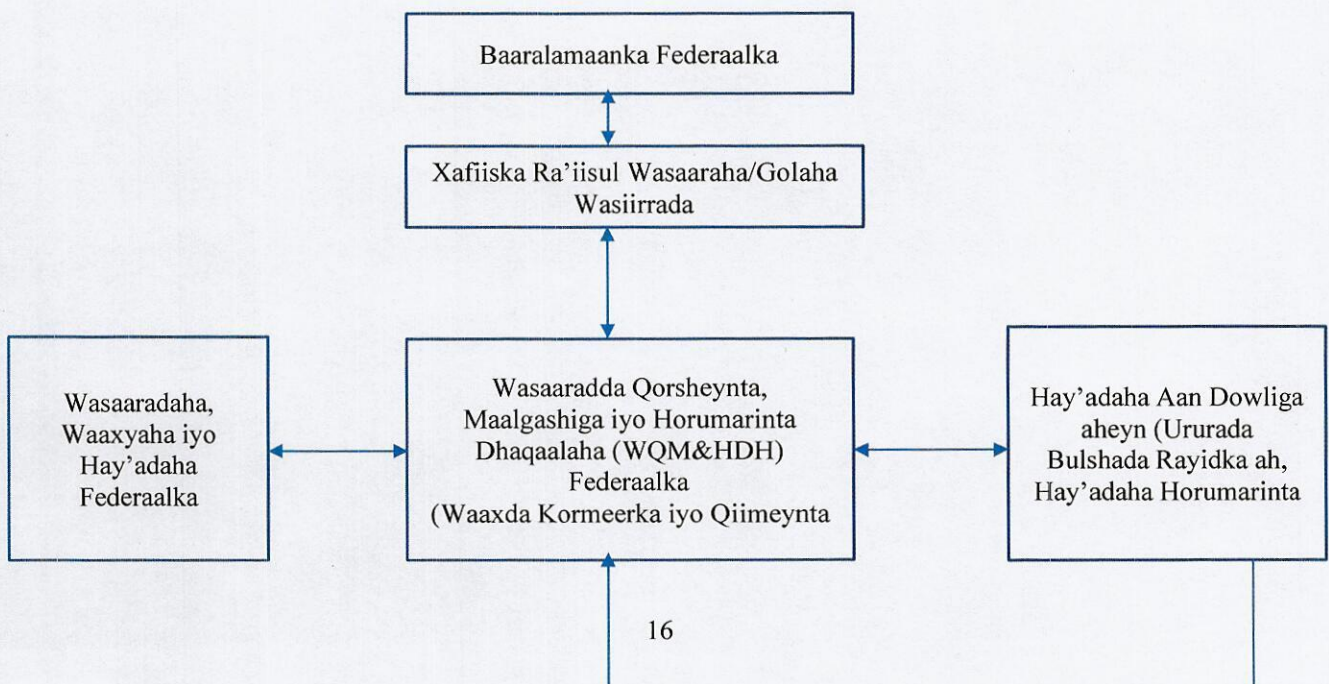 Baaralamaanka Federaalka
Xafiiska Ra’iisul Wasaaraha/Golaha
Wasiirrada
Wasaaradaha,
Waaxyaha iyo
Hay’adaha
Federaalka
Wasaaradda Qorsheynta,
Maalgashiga iyo Horumarinta
Dhaqaalaha (WQM&HDH)
Federaalka
(Waaxda Kormeerka iyo Qiimeynta
Hay’adaha Aan Dowliga
aheyn (Ururada
Bulshada Rayidka ah,
Hay’adaha Horumarinta
16